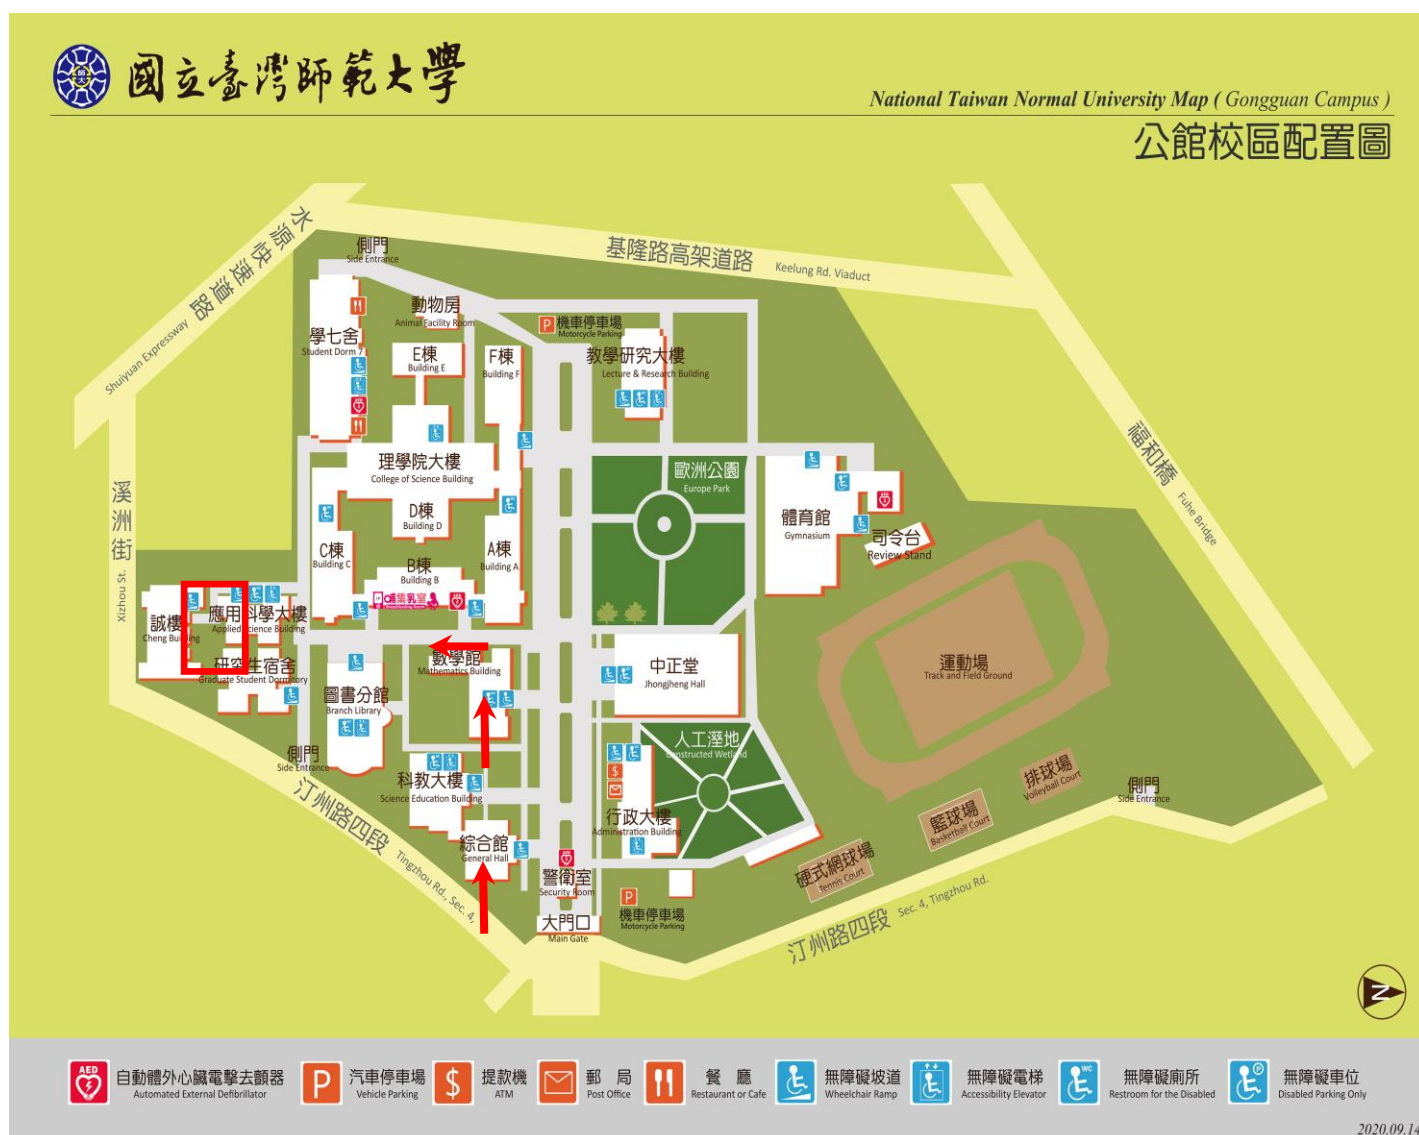 國立臺灣師範大學
National Taiwan Normal University Map ( Gongguan Campus )
公館校區配置圖
水源快速道路
Shuiyuan Expressway
側門
Side Entrance
基隆路高架道路
Keelung Rd. Viaduct
動物房
Animal Facility Room
P 機車停車場
Motorcycle Parking
學七舍
Student Dorm 7
E棟
Building E
F棟
Building F
教學研究大樓
Lecture & Research Building
理學院大樓
College of Science Building
歐洲公園
Europe Park
福和橋
Fuhe Bridge
溪洲街
Xizhou St.
D棟
Building D
體育館
Gymnasium
司令台
Review Stand
C棟
Building C
B棟
Building B
A棟
Building A
哺集乳室
誠樓
Cheng Building
應用科學大樓
Applied Science Building
研究生宿舍
Graduate Student Dormitory
數學館
Mathematics Building
中正堂
Jhongjheng Hall
運動場
Track and Field Ground
圖書分館
Branch Library
人工溼地
Constructed Wetland
側門
Side Entrance
科教大樓
Science Education Building
排球場
Volleyball Court
側門
Side Entrance
籃球場
Basketball Court
行政大樓
Administration Building
綜合館
General Hall
硬式網球場
Tennis Court
警衛室
Security Room
P
機車停車場
Motorcycle Parking
大門口
Main Gate
汀州路四段
Tingzhou Rd., Sec. 4,
汀州路四段
Sec. 4, Tingzhou Rd.
N
AED 自動體外心臟電擊去顫器
Automated External Defibrillator
P 汽車停車場
Vehicle Parking
$ 提款機
ATM
郵局
Post Office
餐廳
Restaurant or Cafe
無障礙坡道
Wheelchair Ramp
無障礙電梯
Accessibility Elevator
WC 無障礙廁所
Restroom for the Disabled
P 無障礙車位
Disabled Parking Only
2020.09.14